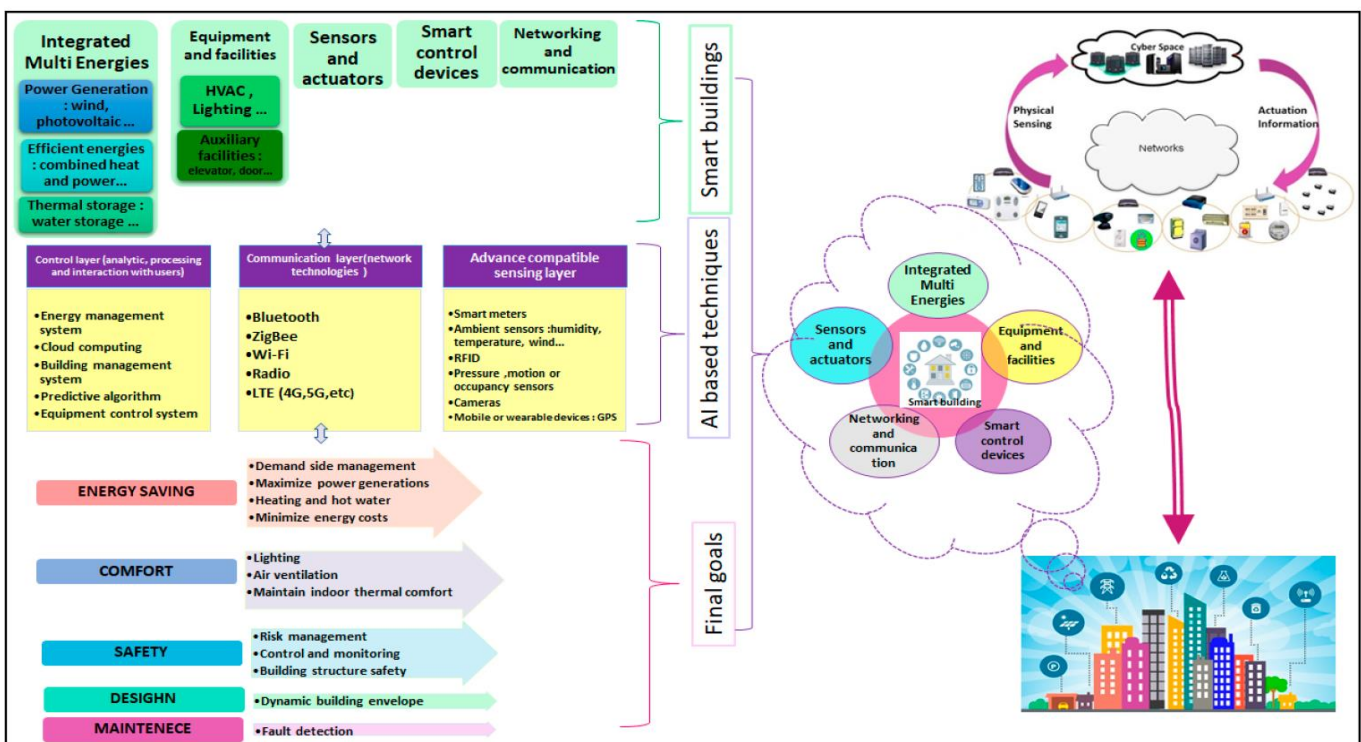 Integrated
Multi Energies
Power Generation
: wind,
photovoltaic ...
Efficient energies
: combined heat
and power...
Thermal storage :
water storage ...
Equipment
and facilities
HVAC ,
Lighting ...
Auxiliary
facilities :
elevator, door...
Sensors
and
actuators
Smart
control
devices
Networking
and
communication
Smart buildings
Control layer (analytic, processing
and interaction with users)
•Energy management
system
•Cloud computing
•Building management
system
•Predictive algorithm
•Equipment control system
Communication layer(network
technologies )
•Bluetooth
•ZigBee
•Wi-Fi
•Radio
•LTE (4G,5G,etc)
Advance compatible
sensing layer
•Smart meters
•Ambient sensors :humidity,
temperature, wind...
•RFID
•Pressure ,motion or
occupancy sensors
•Cameras
•Mobile or wearable devices : GPS
AI based techniques
ENERGY SAVING
•Demand side management
•Maximize power generations
•Heating and hot water
•Minimize energy costs
COMFORT
•Lighting
•Air ventilation
•Maintain indoor thermal comfort
SAFETY
•Risk management
•Control and monitoring
•Building structure safety
DESIGHN
•Dynamic building envelope
MAINTENECE
•Fault detection
Final goals
Integrated
Multi
Energies
Sensors
and
actuators
Equipment
and
facilities
Smart building
Networking
and
communica
tion
Smart
control
devices
Cyber Space
Physical
Sensing
Actuation
Information
Networks
P